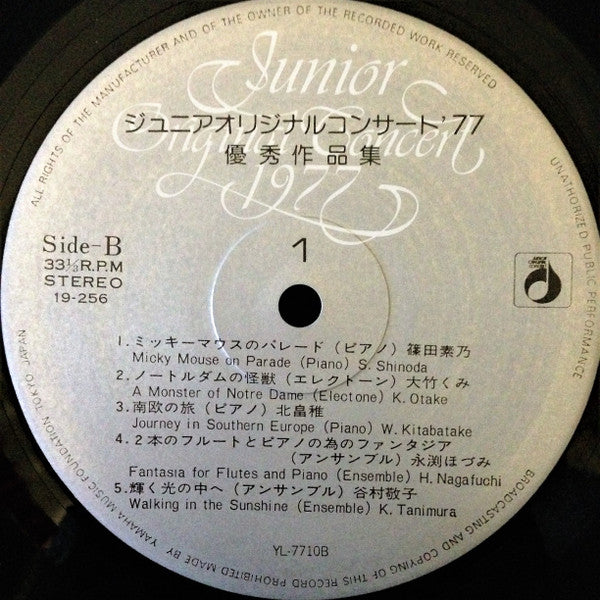 ALL RIGHTS OF THE MANUFACTURER AND OF THE OWNER OF THE RECORDED WORK RESERVED
Junior
Original Concert
1977
ジュニアオリジナルコンサート'77
優秀作品集
Side-B
33⅓R.P.M
STEREO
19-256
1
1.ミッキーマウスのパレード(ピアノ)篠田素乃
Micky Mouse on Parade (Piano) S. Shinoda
2.ノートルダムの怪獣(エレクトーン)大竹くみ
A Monster of Notre Dame (Electone) K. Otake
3.南欧の旅(ピアノ)北畠稚
Journey in Southern Europe (Piano) W. Kitabatake
4.2本のフルートとピアノの為のファンタジア
(アンサンブル)永渕ほづみ
Fantasia for Flutes and Piano (Ensemble) H. Nagafuchi
5.輝く光の中へ(アンサンブル)谷村敬子
Walking in the Sunshine (Ensemble) K. Tanimura
YL-7710B
UNATHORIZED PUBLIC PERFORMANCE
BROADCASTING AND COPYING OF THIS RECORD PROHIBITED MADE BY YAMAHA MUSIC FOUNDATION TOKYO JAPAN